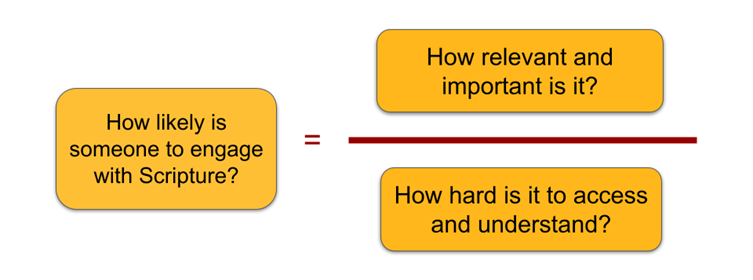 How likely is
someone to engage
with Scripture?
=
How relevant and
important is it?
How hard is it to access
and understand?